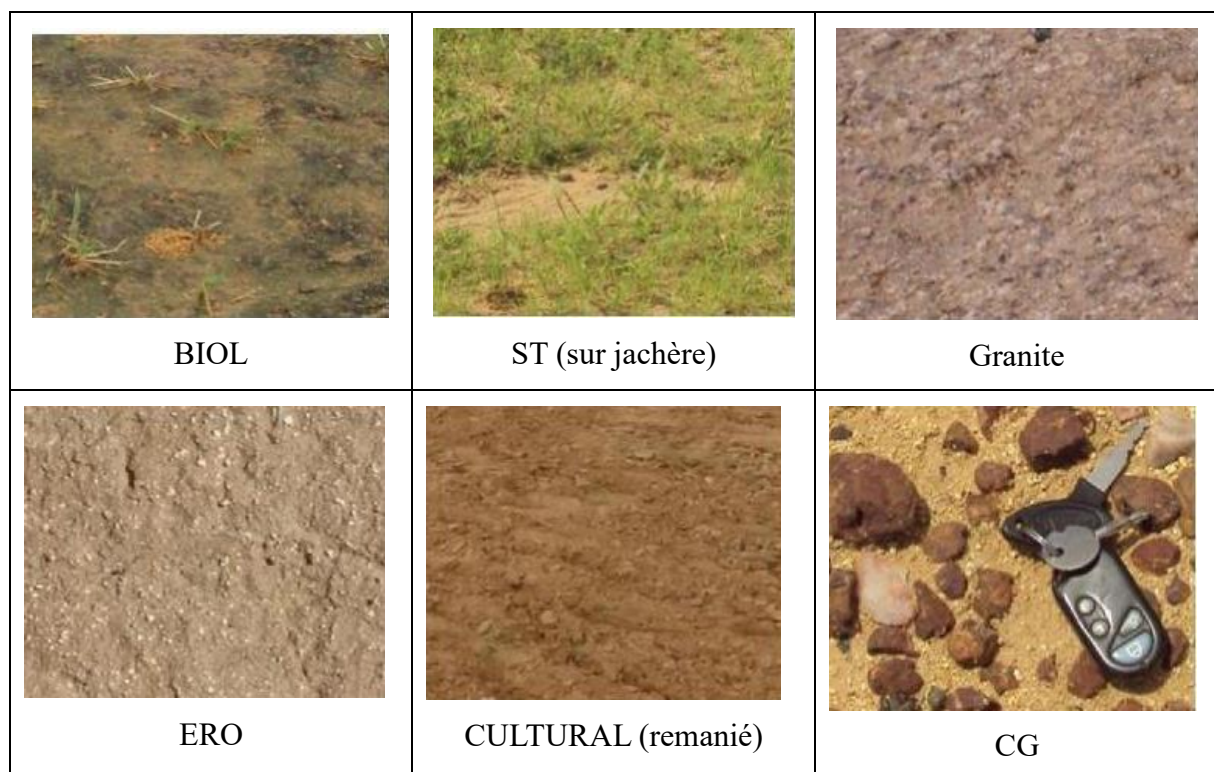 BIOL
ST (sur jachère)
Granite
ERO
CULTURAL (remanié)
CG